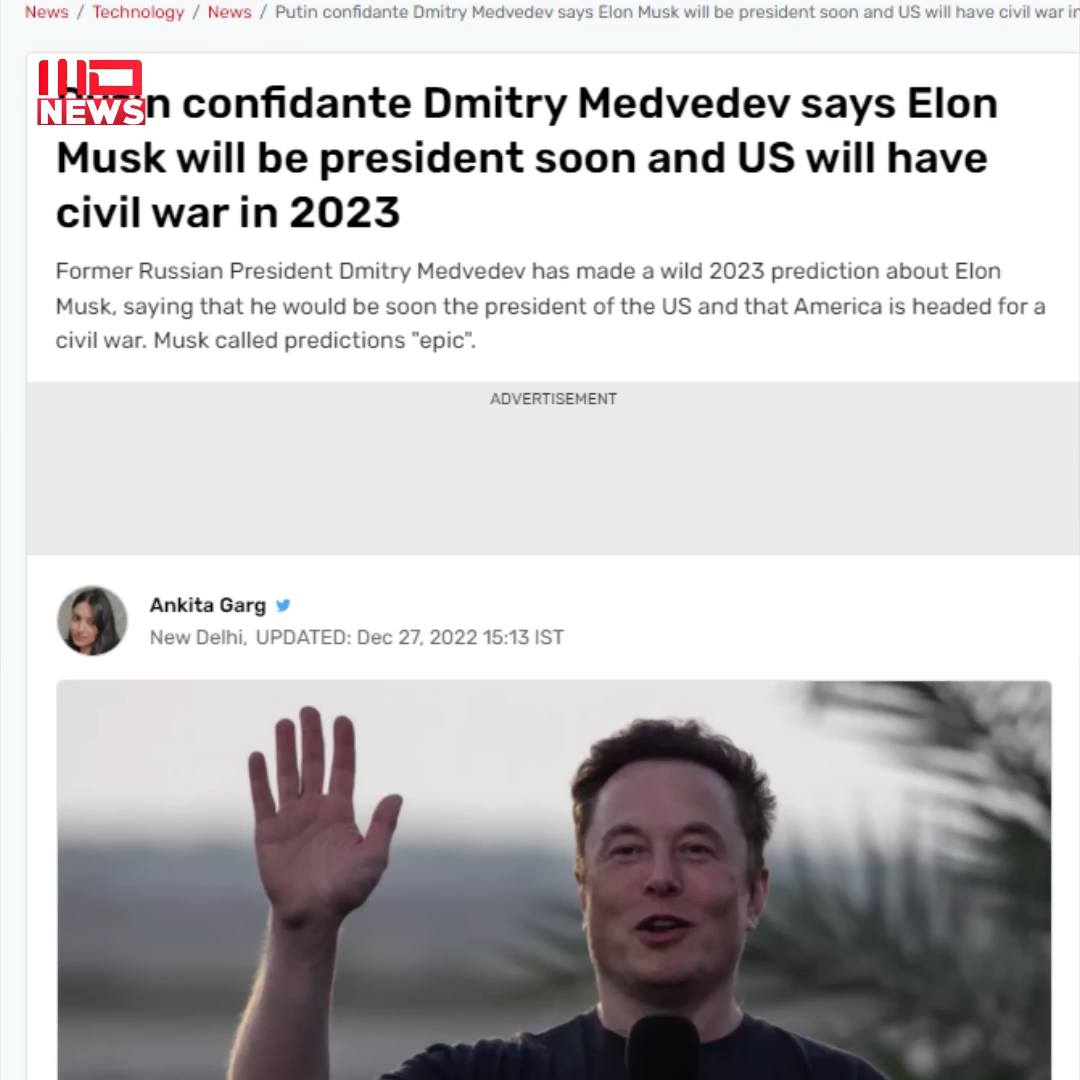 News / Technology / News / Putin confidante Dmitry Medvedev says Elon Musk will be president soon and US will have civil war in
NEWS
confidante Dmitry Medvedev says Elon
Musk will be president soon and US will have
civil war in 2023
Former Russian President Dmitry Medvedev has made a wild 2023 prediction about Elon
Musk, saying that he would be soon the president of the US and that America is headed for a
civil war. Musk called predictions "epic".
ADVERTISEMENT
Ankita Garg
New Delhi, UPDATED: Dec 27, 2022 15:13 IST